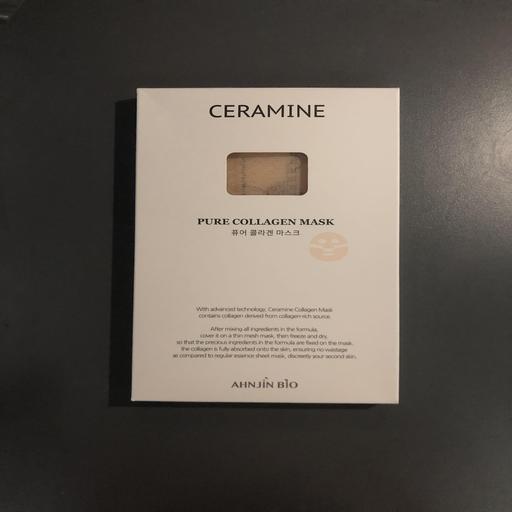 CERAMINE
PURE COLLAGEN MASK
퓨어 콜라겐 마스크
With advanced technology, Ceramine Collagen Mask
contains collagen derived from collagen-rich source.
After mixing all ingredients in the formula,
cover it on a thin mesh mask, then freeze and dry,
so that the precious ingredients in the formula are fixed on the mask.
the collagen is fully absorbed onto the skin, ensuring no wastage
as compared to regular essence sheet mask, discreetly your second skin.
AHNJIN BIO